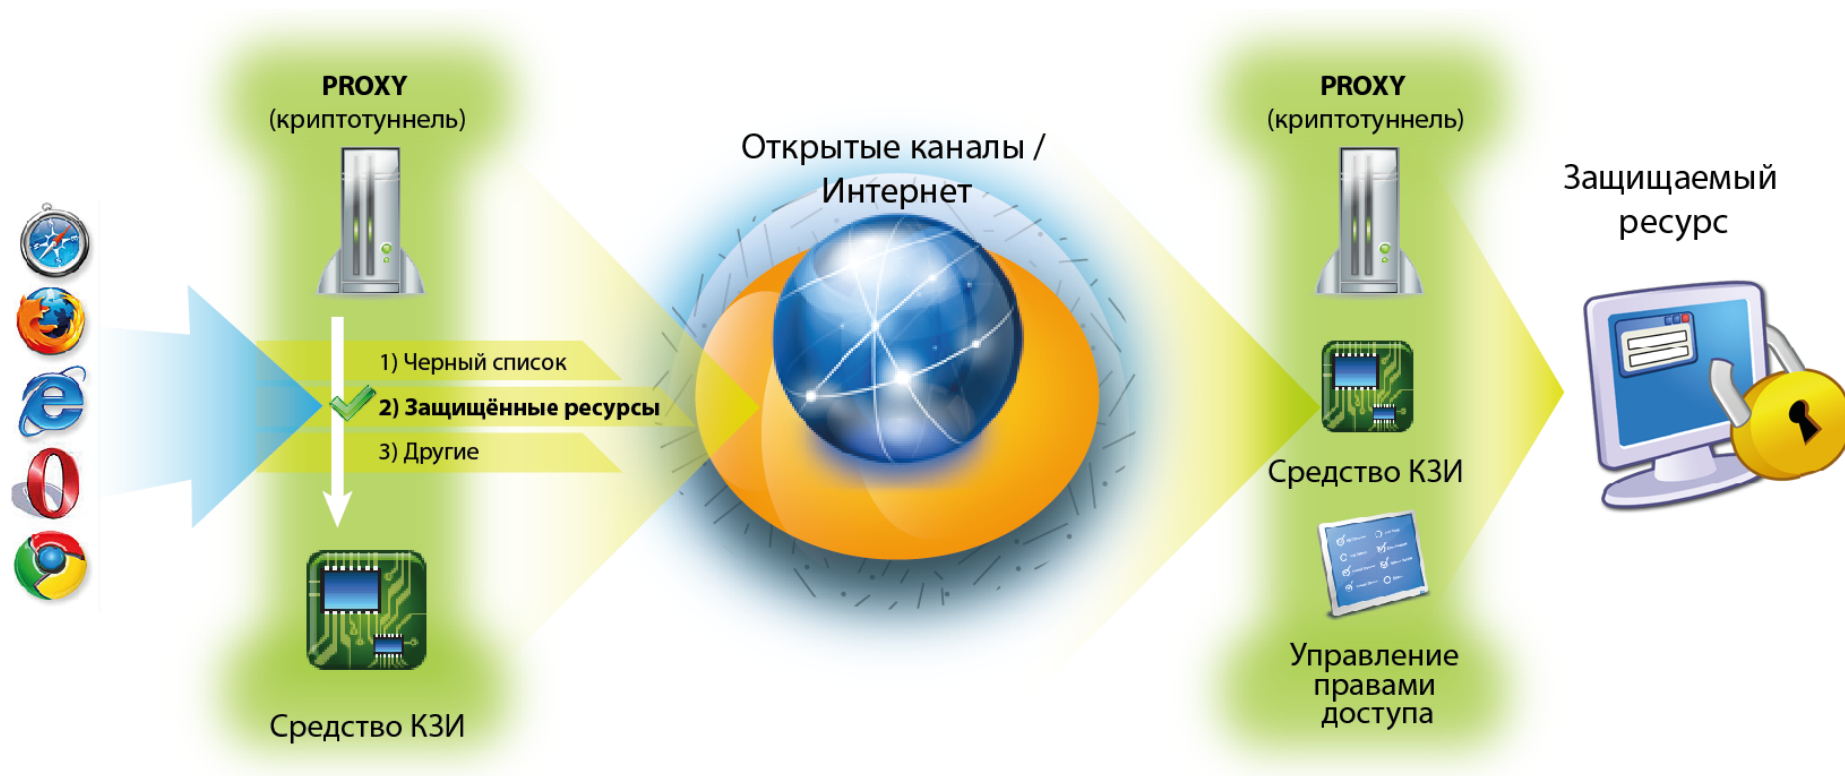 PROXY
(криптотуннель)
1) Черный список
2) Защищённые ресурсы
3) Другие
Средство КЗИ
Открытые каналы /
Интернет
PROXY
(криптотуннель)
Средство КЗИ
Управление
правами
доступа
Защищаемый
ресурс